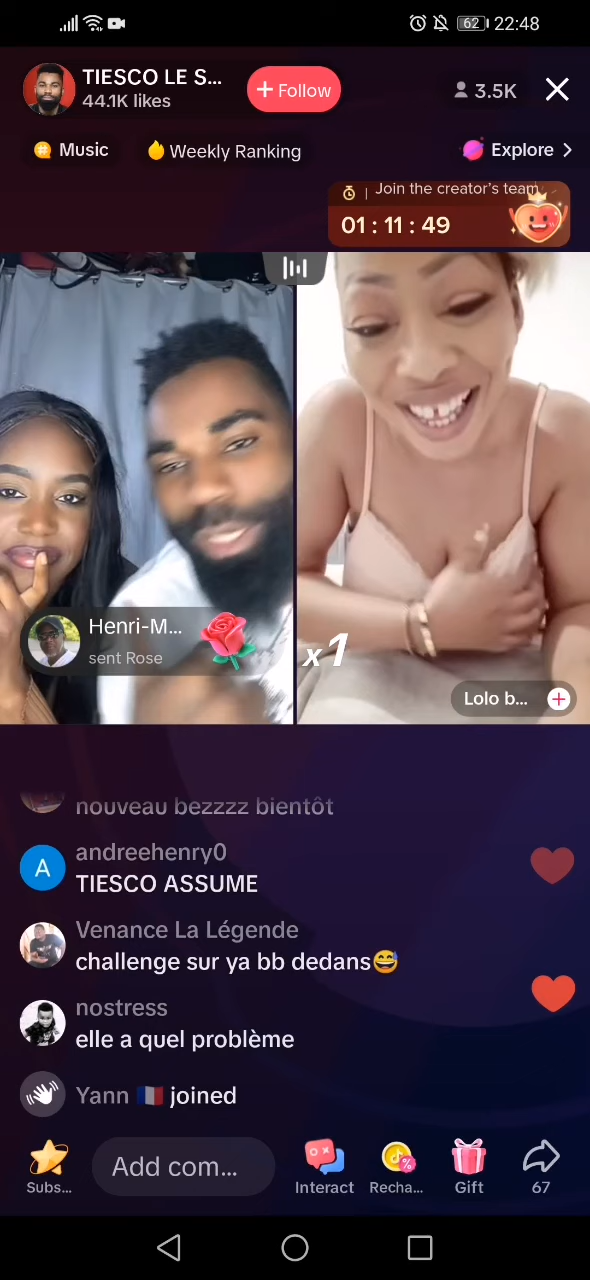 62 22:48
TIESCO LE S...
44.1K likes
+ Follow
3.5K
Music
Weekly Ranking
Explore >
Join the creator's team
01 : 11 : 49
Henri-M...
sent Rose
x1
Lolo b...
nouveau bezzzz bientôt
andreehenry0
A
TIESCO ASSUME
Venance La Légende
challenge sur ya bb dedans😅
nostress
elle a quel problème
Yann 🇫🇷 joined
Add com...
Subs...
Interact
Recha...
Gift
67